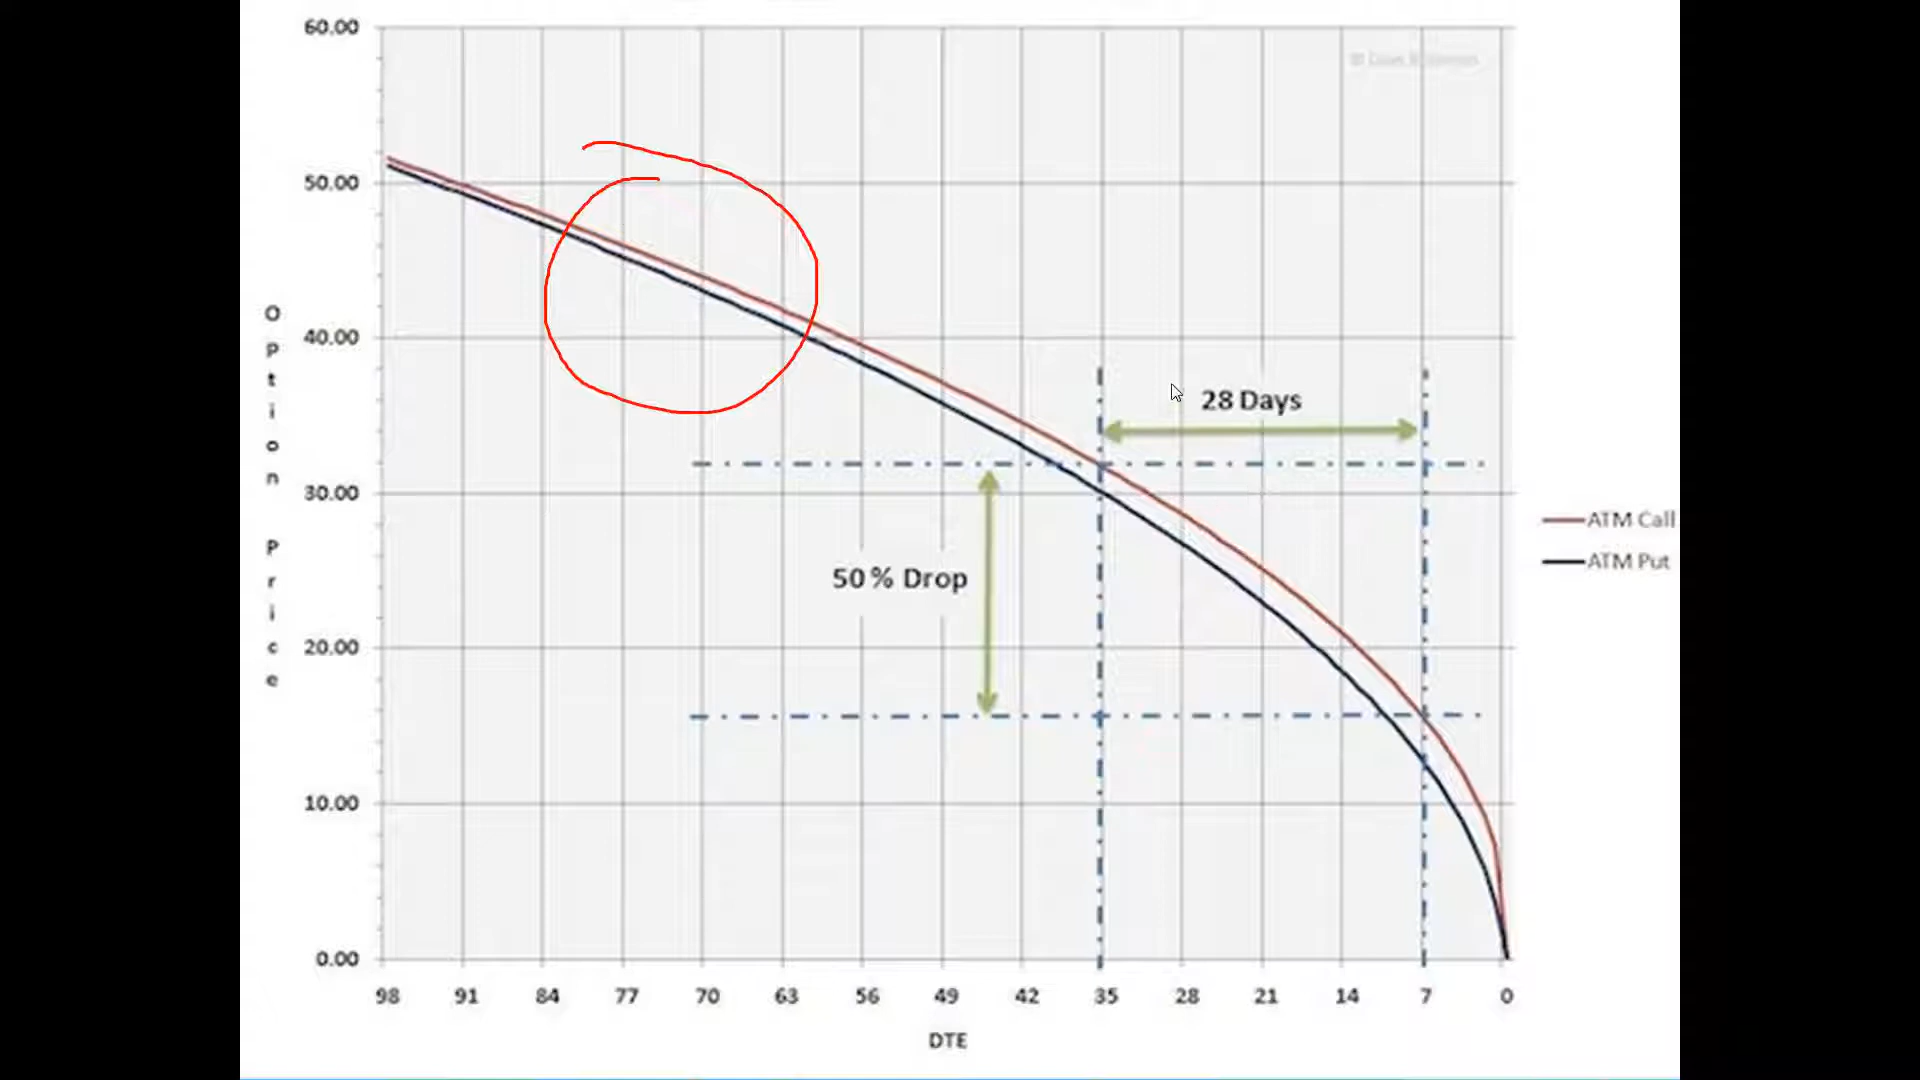 60.00
50.00
40.00
30.00
20.00
10.00
0.00
Option Price
28 Days
50 % Drop
ATM Call
ATM Put
98 91 84 77 70 63 56 49 42 35 28 21 14 7 0
DTE